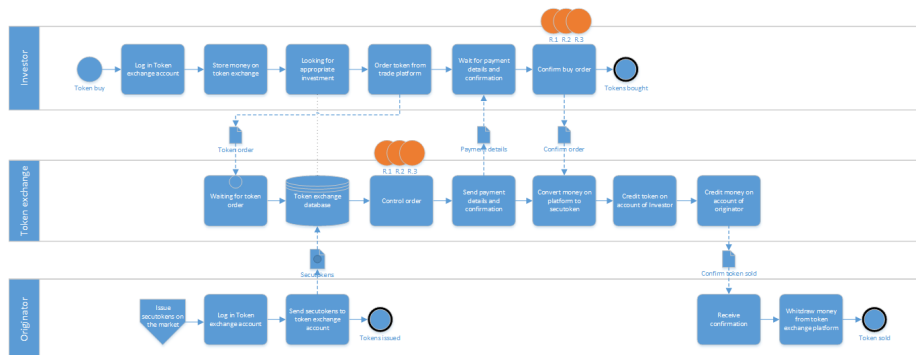 R.1 R.2 R.3
Investor
Token buy
Log in Token
exchange account
Store money on
token exchange
Looking for
appropriate
investment
Order token from
trade platform
Wait for payment
details and
confirmation
Confirm buy order
Tokens bought
Token order
Payment details
Confirm order
R.1 R.2 R.3
Token exchange
Waiting for token
order
Token exchange
database
Control order
Send payment
details and
confirmation
Convert money on
platform to
secutoken
Credit token on
account of Investor
Credit money on
account of
originator
Secutokens
Confirm token sold
Originator
Issue
secutokens on
the market
Log in Token
exchange account
Send secutokens to
token exchange
account
Tokens issued
Receive
confirmation
Whitdraw money
from token
exchange platform
Token sold